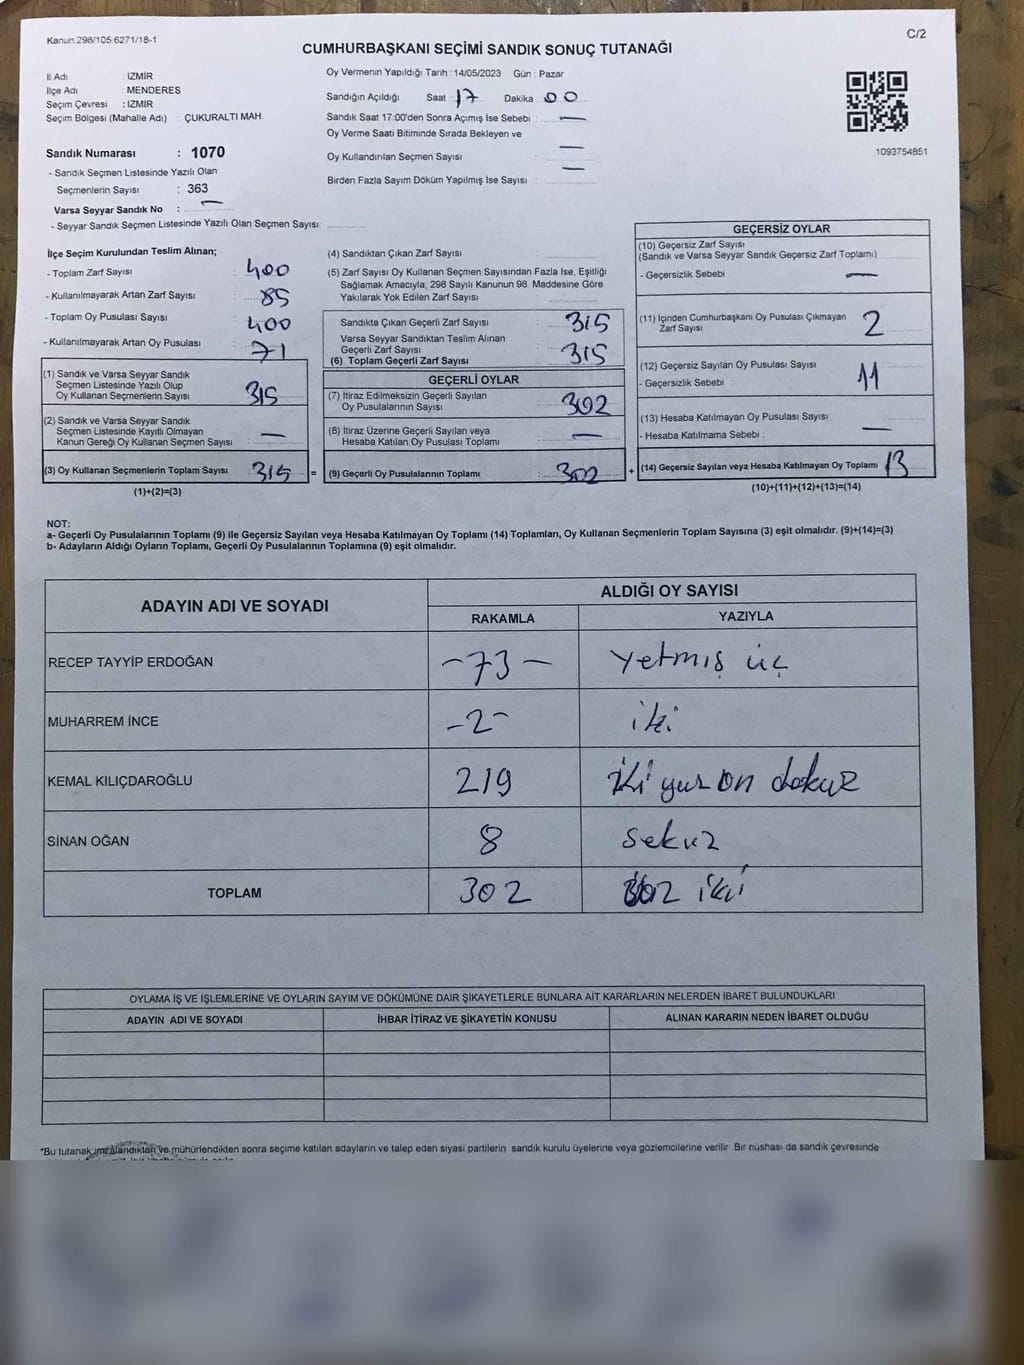 Kanun:298/105,6271/18-1
C/2
CUMHURBAŞKANI SEÇİMİ SANDIK SONUÇ TUTANAĞI
İl Adı : İZMİR
İlçe Adı : MENDERES
Seçim Çevresi : İZMİR
Seçim Bölgesi (Mahalle Adı) : ÇUKURALTI MAH.
Sandık Numarası : 1070
- Sandık Seçmen Listesinde Yazılı Olan
Seçmenlerin Sayısı : 363
Varsa Seyyar Sandık No : —
- Seyyar Sandık Seçmen Listesinde Yazılı Olan Seçmen Sayısı :
Oy Vermenin Yapıldığı Tarih :14/05/2023 Gün : Pazar
Sandığın Açıldığı Saat : 17 Dakika : 00
Sandık Saat 17:00'den Sonra Açımış İse Sebebi : —
Oy Verme Saati Bitiminde Sırada Bekleyen ve
Oy Kullandırılan Seçmen Sayısı : —
Birden Fazla Sayım Döküm Yapılmış İse Sayısı : —
1093754851
İlçe Seçim Kurulundan Teslim Alınan;
- Toplam Zarf Sayısı : 400
- Kullanılmayarak Artan Zarf Sayısı : 85
- Toplam Oy Pusulası Sayısı : 400
- Kullanılmayarak Artan Oy Pusulası : 71
(1) Sandık ve Varsa Seyyar Sandık
Seçmen Listesinde Yazılı Olup
Oy Kullanan Seçmenlerin Sayısı : 315
(2) Sandık ve Varsa Seyyar Sandık
Seçmen Listesinde Kayıtlı Olmayan
Kanun Gereği Oy Kullanan Seçmen Sayısı : —
(3) Oy Kullanan Seçmenlerin Toplam Sayısı : 315 =
(1)+(2)=(3)
(4) Sandıktan Çıkan Zarf Sayısı :
(5) Zarf Sayısı Oy Kullanan Seçmen Sayısından Fazla İse, Eşitliği
Sağlamak Amacıyla; 298 Sayılı Kanunun 98. Maddesine Göre
Yakılarak Yok Edilen Zarf Sayısı :
Sandıkta Çıkan Geçerli Zarf Sayısı : 315
Varsa Seyyar Sandıktan Teslim Alınan
Geçerli Zarf Sayısı
(6) Toplam Geçerli Zarf Sayısı : 315
GEÇERLİ OYLAR
(7) İtiraz Edilmeksizin Geçerli Sayılan
Oy Pusulalarının Sayısı : 302
(8) İtiraz Üzerine Geçerli Sayılan veya
Hesaba Katılan Oy Pusulası Toplamı : —
(9) Geçerli Oy Pusulalarının Toplamı : 302 +
GEÇERSİZ OYLAR
(10) Geçersiz Zarf Sayısı
(Sandık ve Varsa Seyyar Sandık Geçersiz Zarf Toplamı) :
- Geçersizlik Sebebi : —
(11) İçinden Cumhurbaşkanı Oy Pusulası Çıkmayan
Zarf Sayısı : 2
(12) Geçersiz Sayılan Oy Pusulası Sayısı :
- Geçersizlik Sebebi : 11
(13) Hesaba Katılmayan Oy Pusulası Sayısı :
- Hesaba Katılmama Sebebi : —
(14) Geçersiz Sayılan veya Hesaba Katılmayan Oy Toplamı : 13
(10)+(11)+(12)+(13)=(14)
NOT:
a- Geçerli Oy Pusulalarının Toplamı (9) ile Geçersiz Sayılan veya Hesaba Katılmayan Oy Toplamı (14) Toplamları, Oy Kullanan Seçmenlerin Toplam Sayısına (3) eşit olmalıdır. (9)+(14)=(3)
b- Adayların Aldığı Oyların Toplamı, Geçerli Oy Pusulalarının Toplamına (9) eşit olmalıdır.
ADAYIN ADI VE SOYADI ALDIĞI OY SAYISI
RAKAMLA YAZIYLA
RECEP TAYYİP ERDOĞAN -73- Yetmiş üç
MUHARREM İNCE -2- iki
KEMAL KILIÇDAROĞLU 219 iki yuz on dokuz
SİNAN OĞAN 8 Sekiz
TOPLAM 302 iki
OYLAMA İŞ VE İŞLEMLERİNE VE OYLARIN SAYIM VE DÖKÜMÜNE DAİR ŞİKAYETLERLE BUNLARA AİT KARARLARIN NELERDEN İBARET BULUNDUKLARI
ADAYIN ADI VE SOYADI İHBAR İTİRAZ VE ŞİKAYETİN KONUSU ALINAN KARARIN NEDEN İBARET OLDUĞU
*Bu tutanak imzalandıktan ve mühürlendikten sonra seçime katılan adayların ve talep eden siyasi partilerin sandık kurulu üyelerine veya gözlemcilerine verilir. Bir nüshası da sandık çevresinde